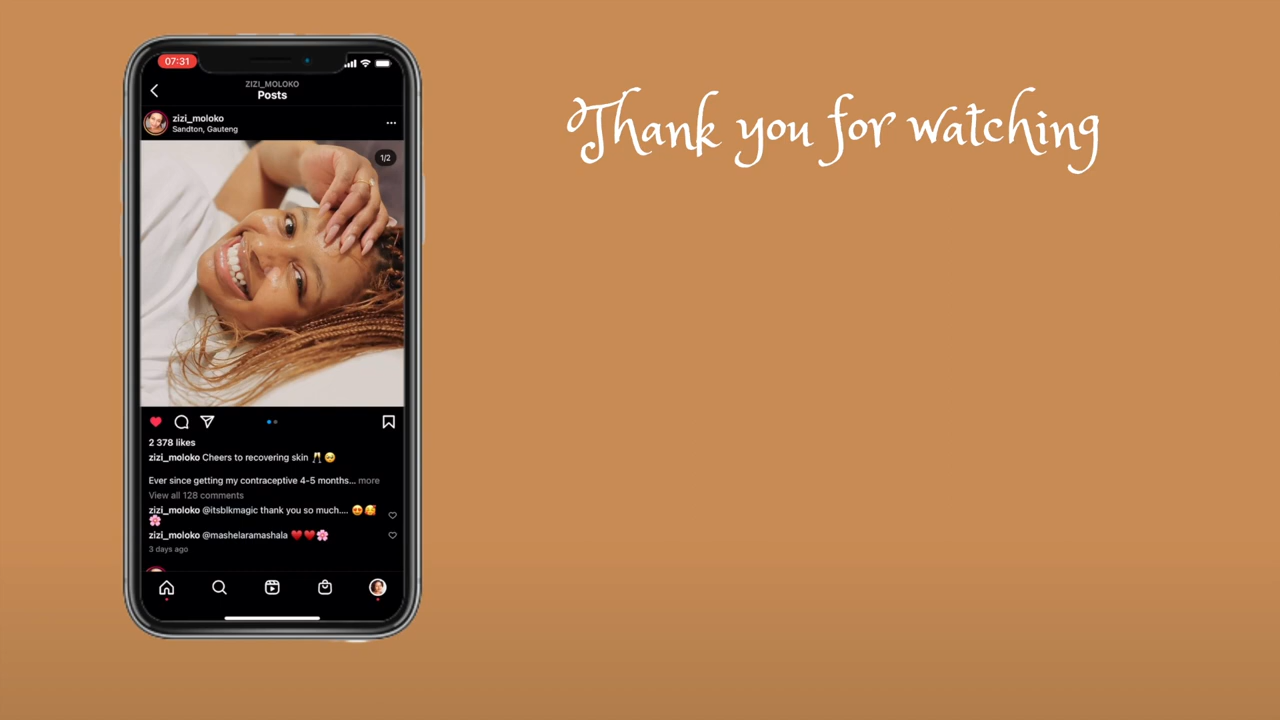 07:31
ZIZI_MOLOKO
Posts
zizi_moloko
Sandton, Gauteng
1/2
2 378 likes
zizi_moloko Cheers to recovering skin 🥂🥺
Ever since getting my contraceptive 4-5 months... more
View all 128 comments
zizi_moloko @itsblkmagic thank you so much.... 😍🥰
🌸
zizi_moloko @mashelaramashala ❤️❤️🌸
3 days ago
Thank you for watching